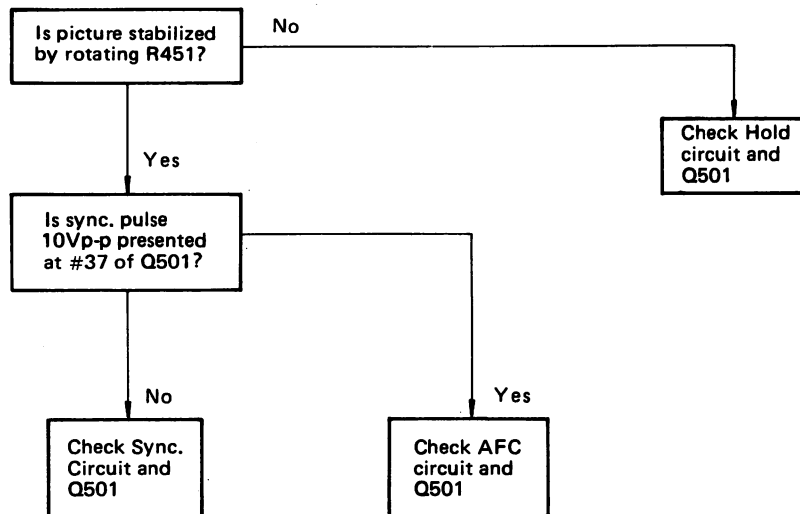 Is picture stabilized
by rotating R451?
No
Check Hold
circuit and
Q501
Yes
Is sync. pulse
10Vp-p presented
at #37 of Q501?
No
Yes
Check Sync.
Circuit and
Q501
Check AFC
circuit and
Q501